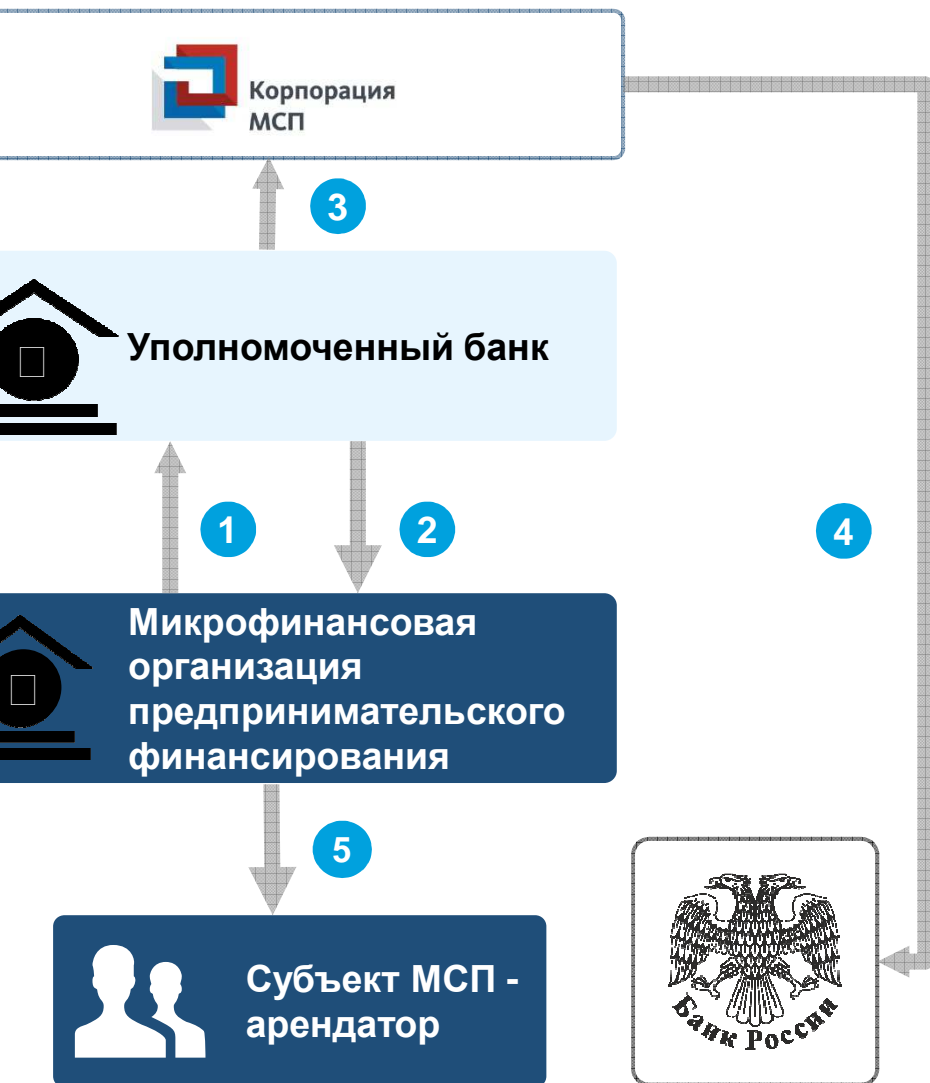 Корпорация
МСП
3
Уполномоченный банк
1
2
4
Микрофинансовая
организация
предпринимательского
финансирования
5
Субъект МСП -
арендатор
Банк России